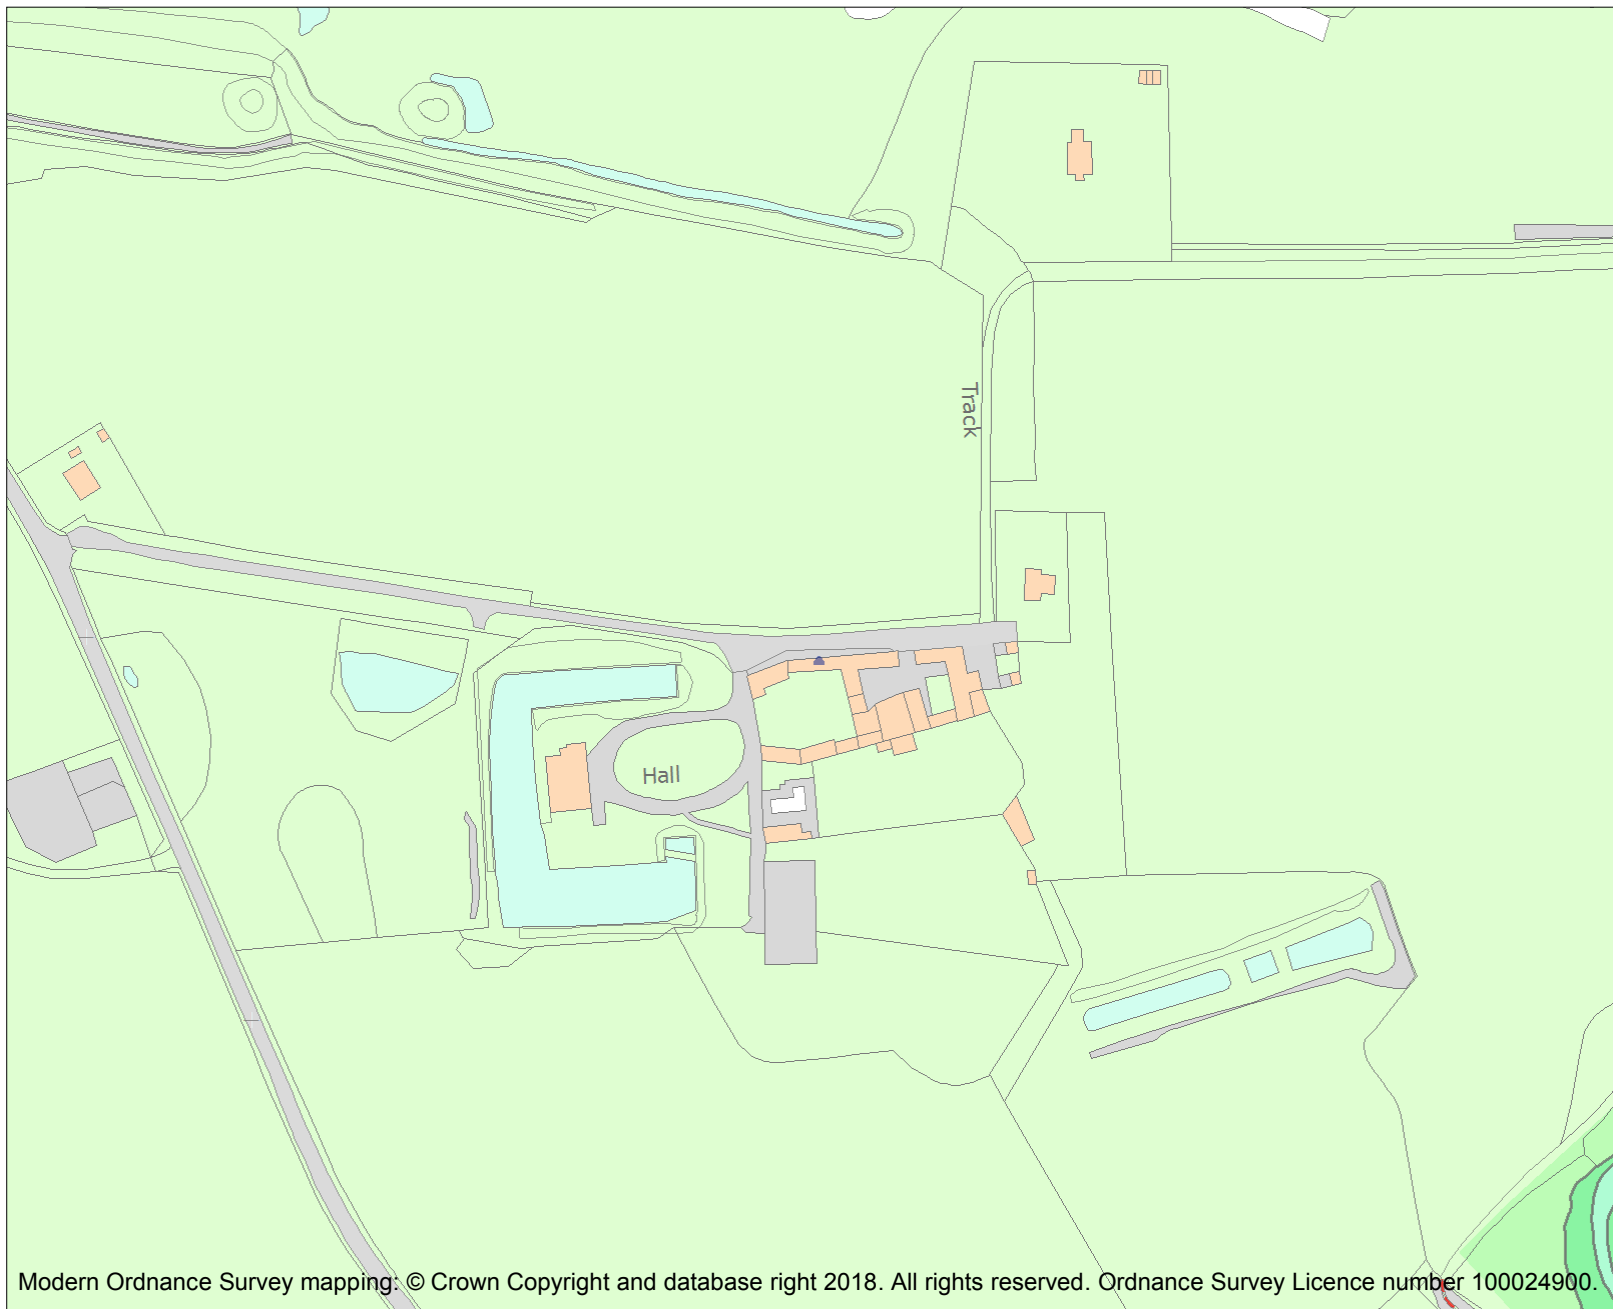 Track
Hall
Modern Ordnance Survey mapping: © Crown Copyright and database right 2018. All rights reserved. Ordnance Survey Licence number 100024900.